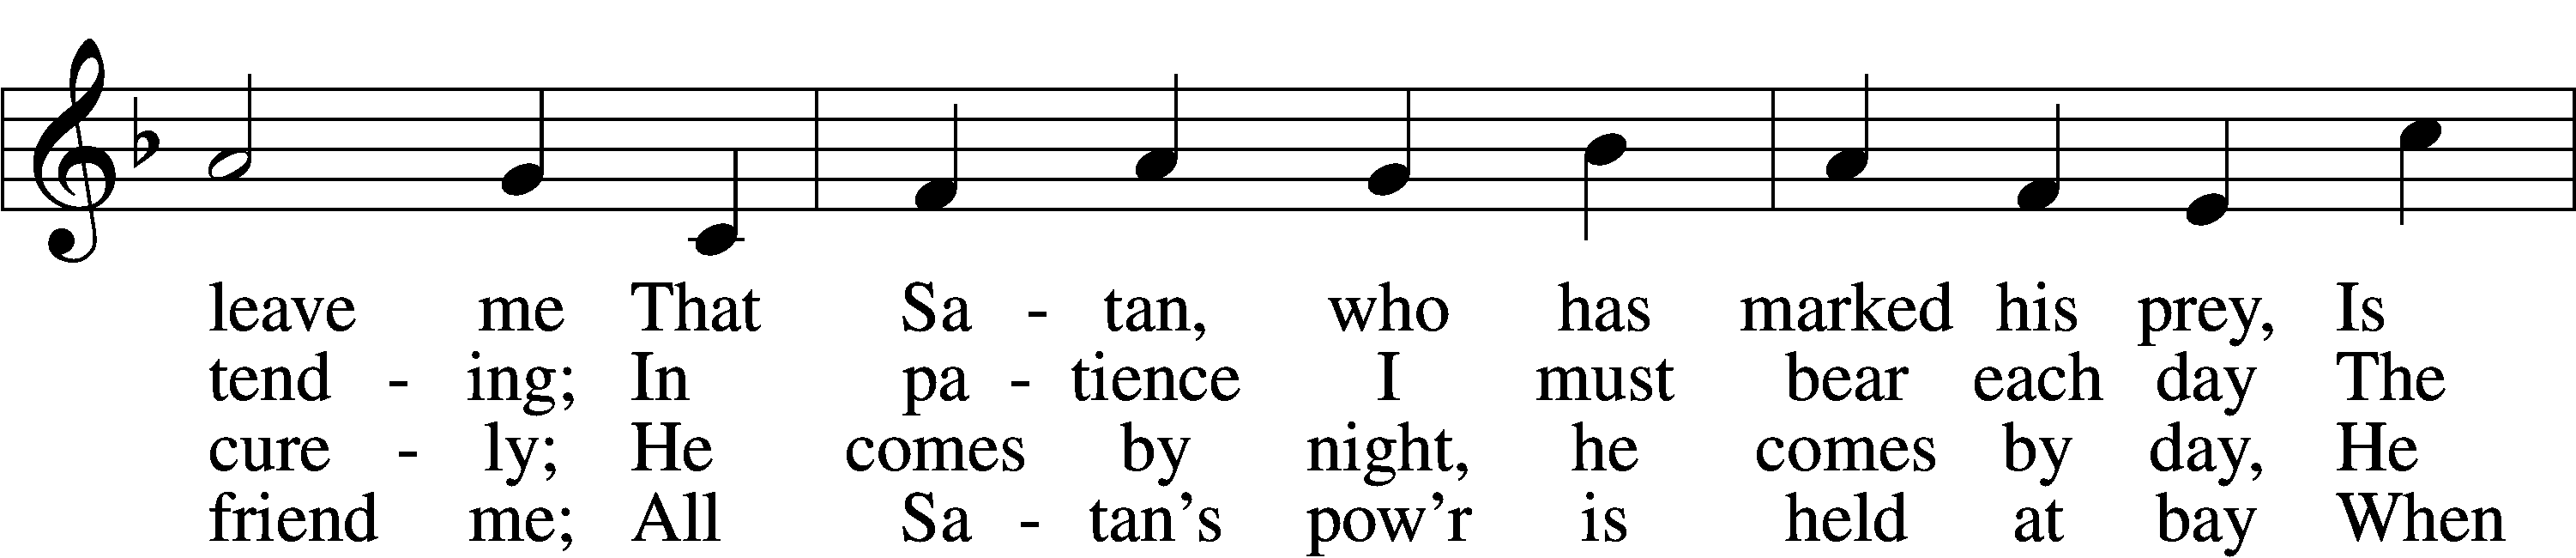 leave me That Sa - tan, who has marked his prey, Is
tend - ing; In pa - tience I must bear each day The
cure - ly; He comes by night, he comes by day, He
friend me; All Sa - tan's pow'r is held at bay When